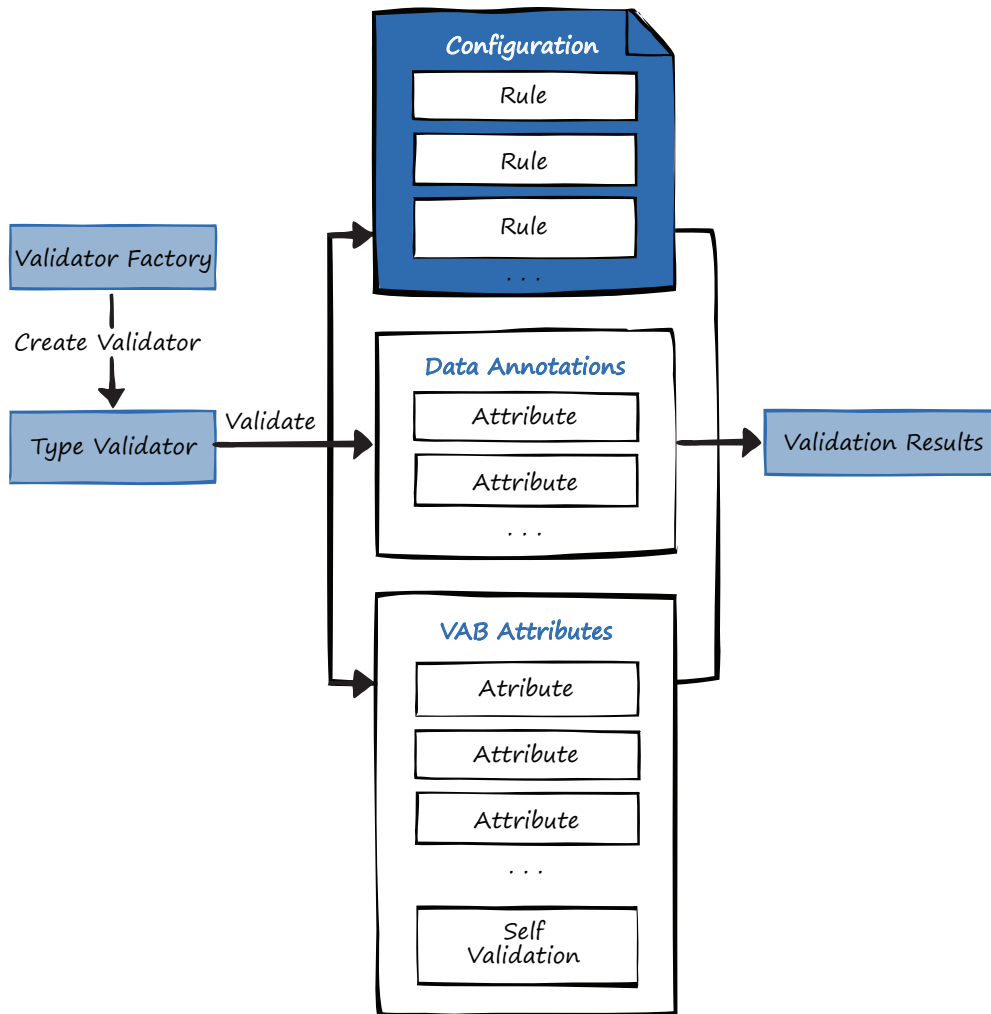 Configuration
Rule
Rule
Rule
. . .
Validator Factory
Create Validator
Type Validator
Validate
Data Annotations
Attribute
Attribute
. . .
Validation Results
VAB Attributes
Atribute
Attribute
Attribute
. . .
Self
Validation